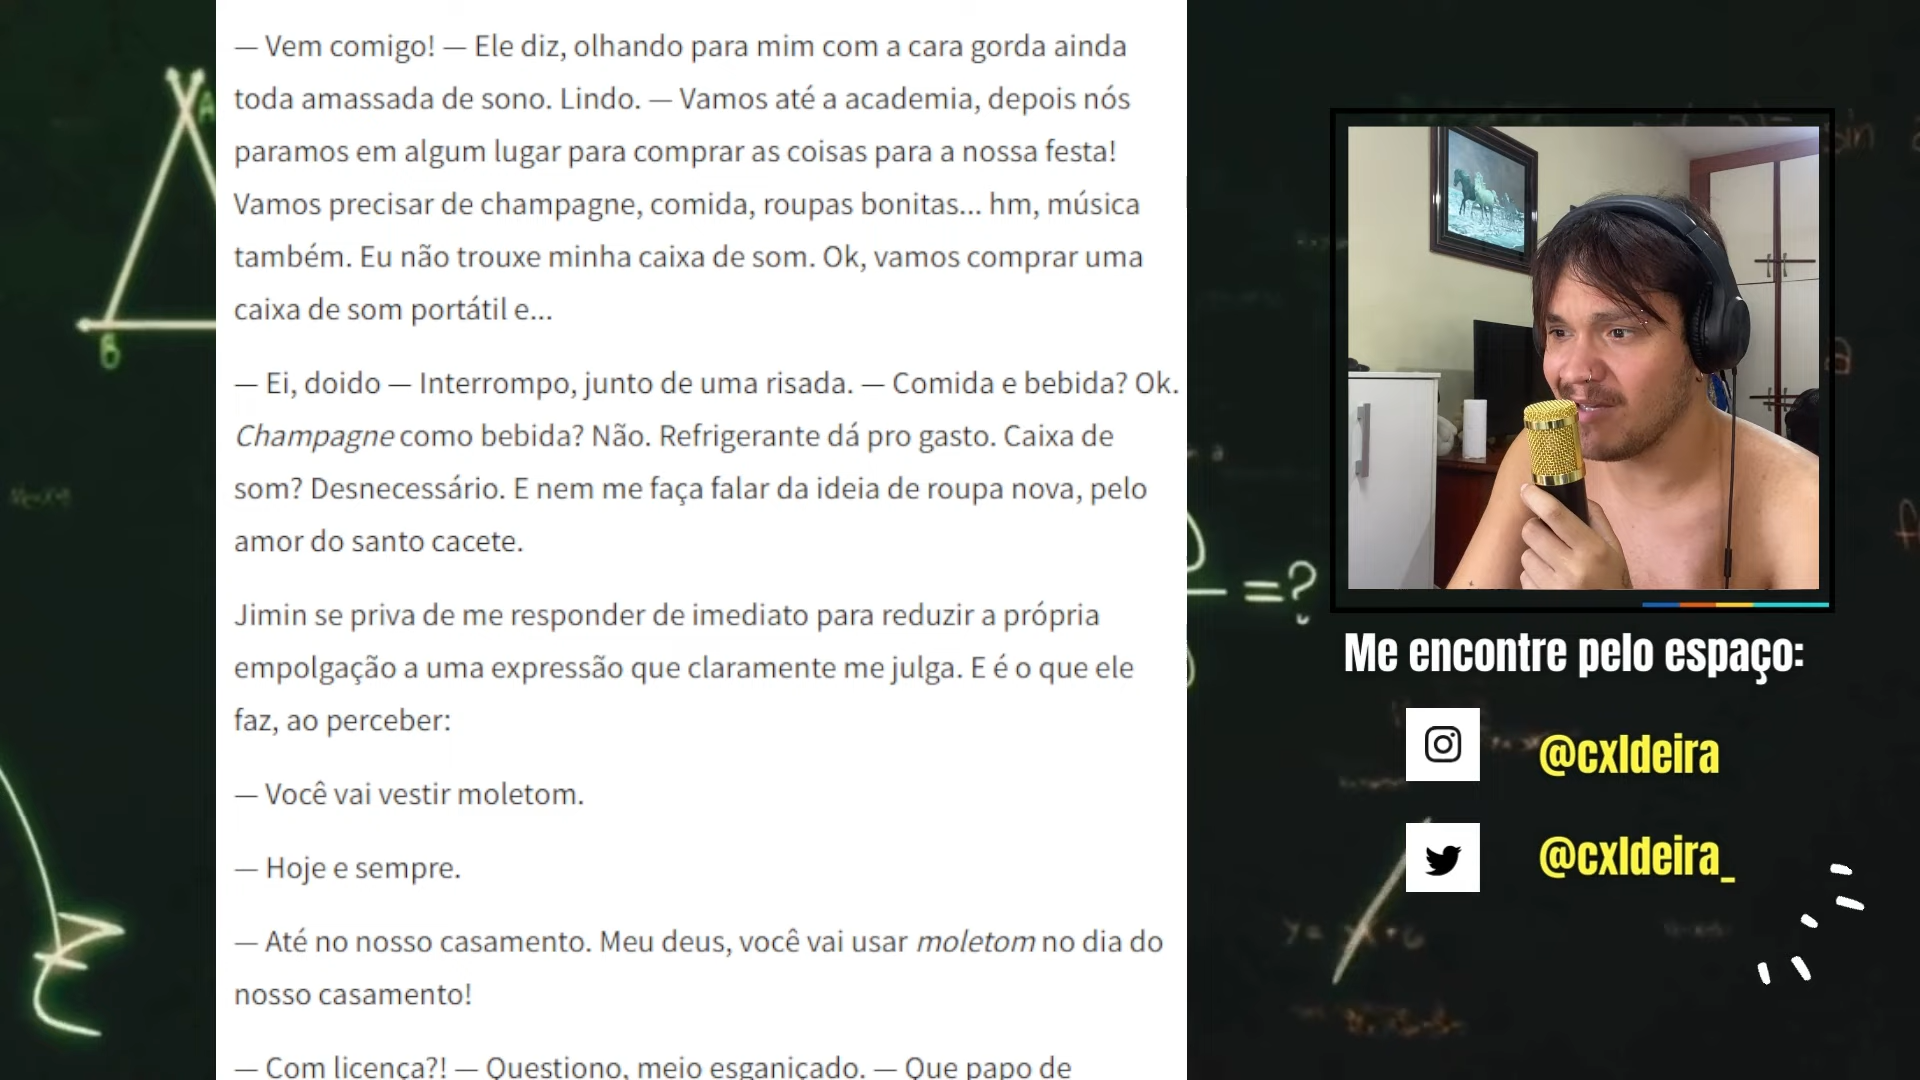 — Vem comigo! — Ele diz, olhando para mim com a cara gorda ainda
toda amassada de sono. Lindo. — Vamos até a academia, depois nós
paramos em algum lugar para comprar as coisas para a nossa festa!
Vamos precisar de champagne, comida, roupas bonitas... hm, música
também. Eu não trouxe minha caixa de som. Ok, vamos comprar uma
caixa de som portátil e...
— Ei, doido — Interrompo, junto de uma risada. — Comida e bebida? Ok.
Champagne como bebida? Não. Refrigerante dá pro gasto. Caixa de
som? Desnecessário. E nem me faça falar da ideia de roupa nova, pelo
amor do santo cacete.
Jimin se priva de me responder de imediato para reduzir a própria
empolgação a uma expressão que claramente me julga. E é o que ele
faz, ao perceber:
— Você vai vestir moletom.
— Hoje e sempre.
— Até no nosso casamento. Meu deus, você vai usar moletom no dia do
nosso casamento!
— Com licença?! — Questiono, meio esganiçado. — Que papo de
A
B
=?
Me encontre pelo espaço:
@cxldeira
@cxldeira_